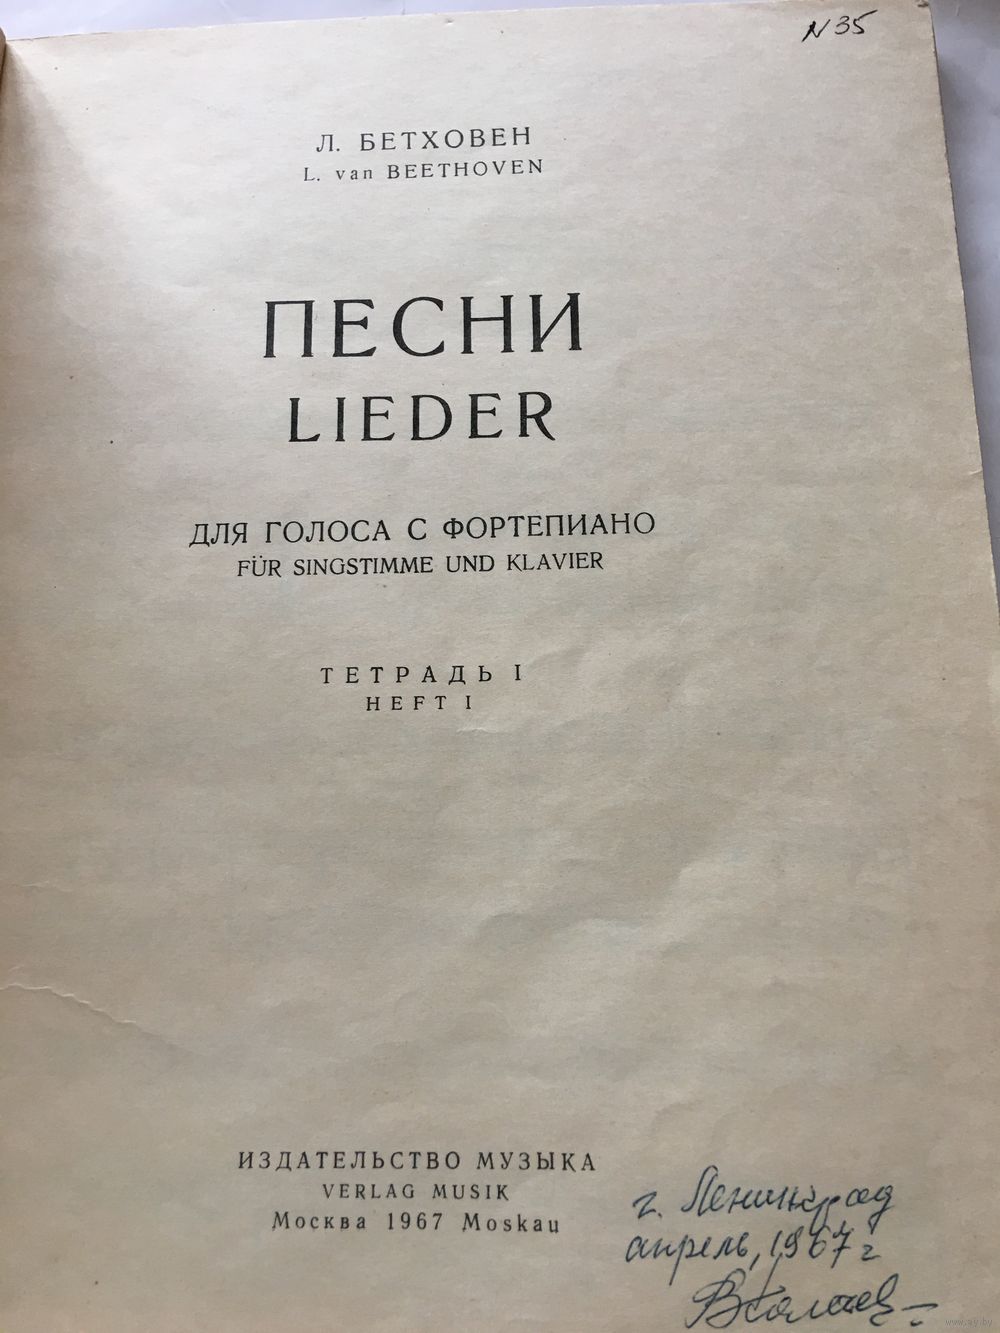 N 35
Л. БЕТХОВЕН
L. van BEETHOVEN
ПЕСНИ
LIEDER
ДЛЯ ГОЛОСА С ФОРТЕПИАНО
FÜR SINGSTIMME UND KLAVIER
ТЕТРАДЬ I
HEFT I
ИЗДАТЕЛЬСТВО МУЗЫКА
VERLAG MUSIK
Москва 1967 Moskau
г. Ленинград
апрель, 1967 г